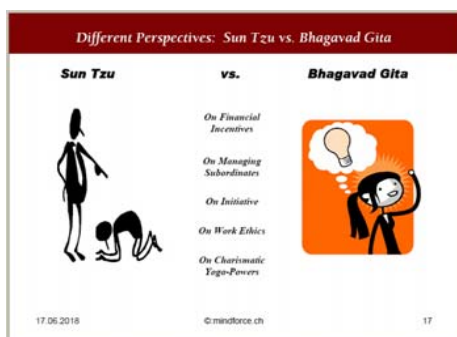 Different Perspectives: Sun Tzu vs. Bhagavad Gita
Sun Tzu vs. Bhagavad Gita
On Financial
Incentives
On Managing
Subordinates
On Initiative
On Work Ethics
On Charismatic
Yoga-Powers
17.06.2018 © mindforce.ch 17